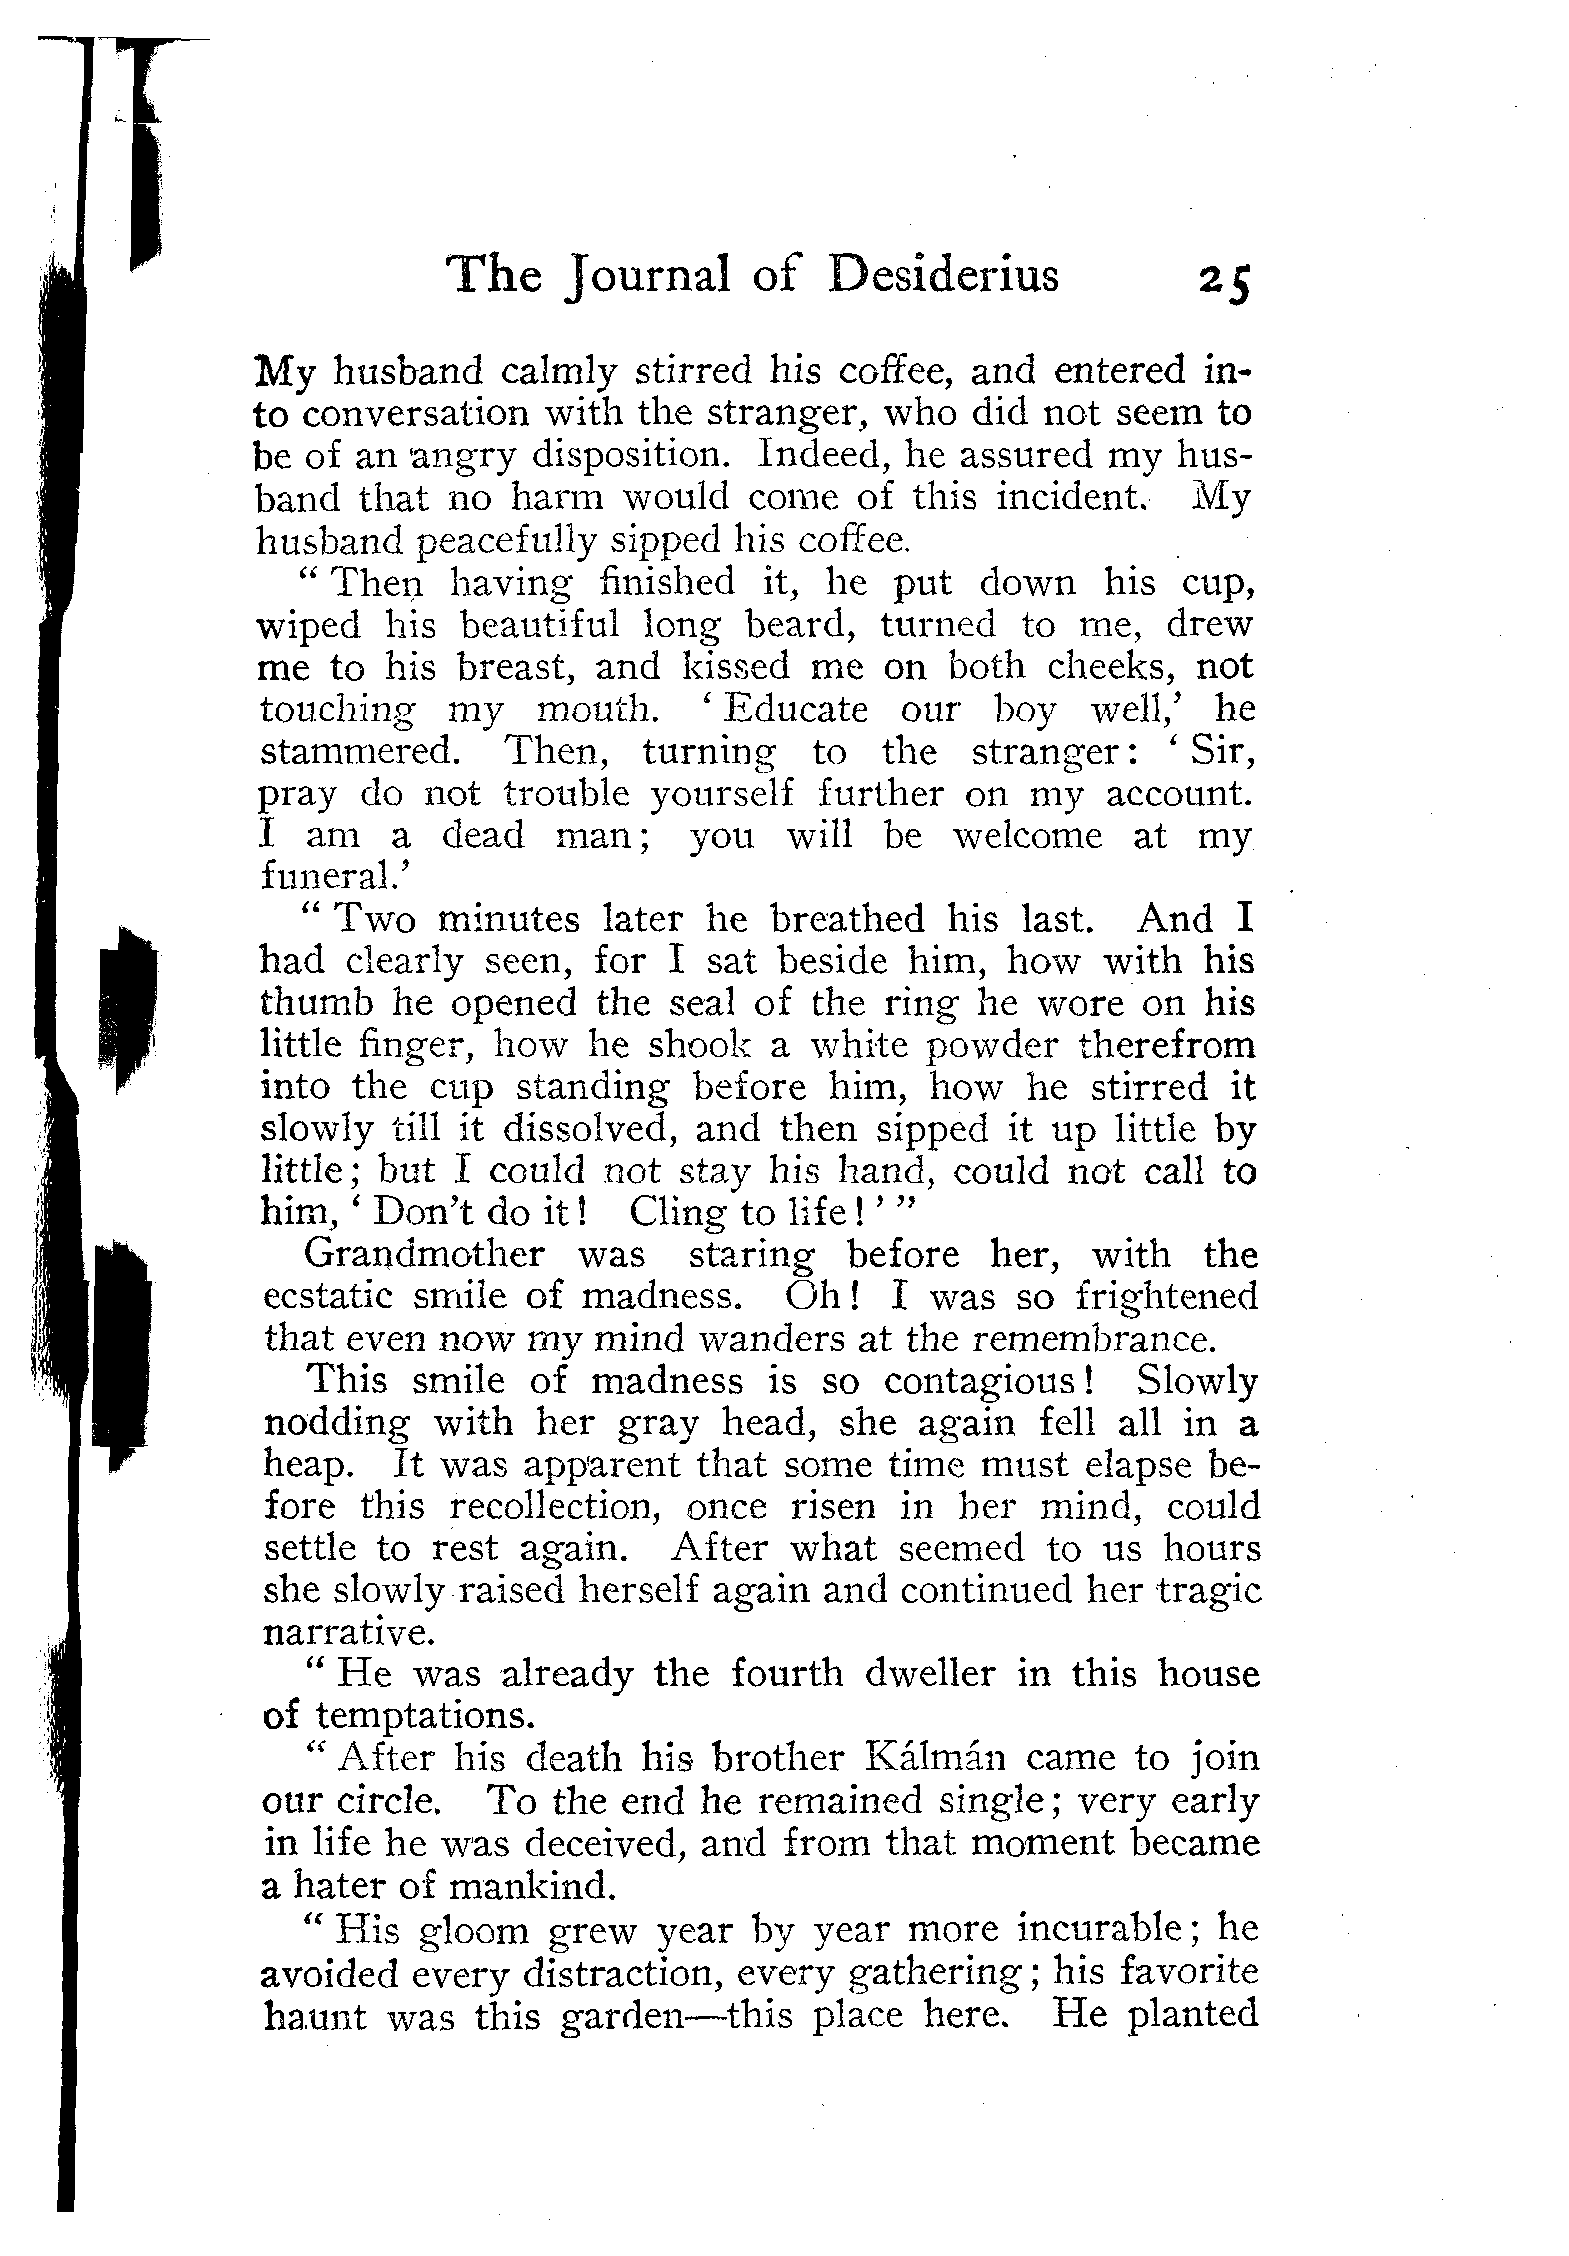 The Journal of Desiderius 25
My husband calmly stirred his coffee, and entered in-
to conversation with the stranger, who did not seem to
be of an angry disposition. Indeed, he assured my hus-
band that no harm would come of this incident. My
husband peacefully sipped his coffee.
“ Then having finished it, he put down his cup,
wiped his beautiful long beard, turned to me, drew
me to his breast, and kissed me on both cheeks, not
touching my mouth. ‘ Educate our boy well,’ he
stammered. Then, turning to the stranger: ‘ Sir,
pray do not trouble yourself further on my account.
I am a dead man; you will be welcome at my
funeral.’
“ Two minutes later he breathed his last. And I
had clearly seen, for I sat beside him, how with his
thumb he opened the seal of the ring he wore on his
little finger, how he shook a white powder therefrom
into the cup standing before him, how he stirred it
slowly till it dissolved, and then sipped it up little by
little; but I could not stay his hand, could not call to
him, ‘ Don’t do it! Cling to life! ’ ”
Grandmother was staring before her, with the
ecstatic smile of madness. Oh! I was so frightened
that even now my mind wanders at the remembrance.
This smile of madness is so contagious! Slowly
nodding with her gray head, she again fell all in a
heap. It was apparent that some time must elapse be-
fore this recollection, once risen in her mind, could
settle to rest again. After what seemed to us hours
she slowly raised herself again and continued her tragic
narrative.
“ He was already the fourth dweller in this house
of temptations.
“ After his death his brother Kálmán came to join
our circle. To the end he remained single; very early
in life he was deceived, and from that moment became
a hater of mankind.
“ His gloom grew year by year more incurable; he
avoided every distraction, every gathering; his favorite
haunt was this garden—this place here. He planted